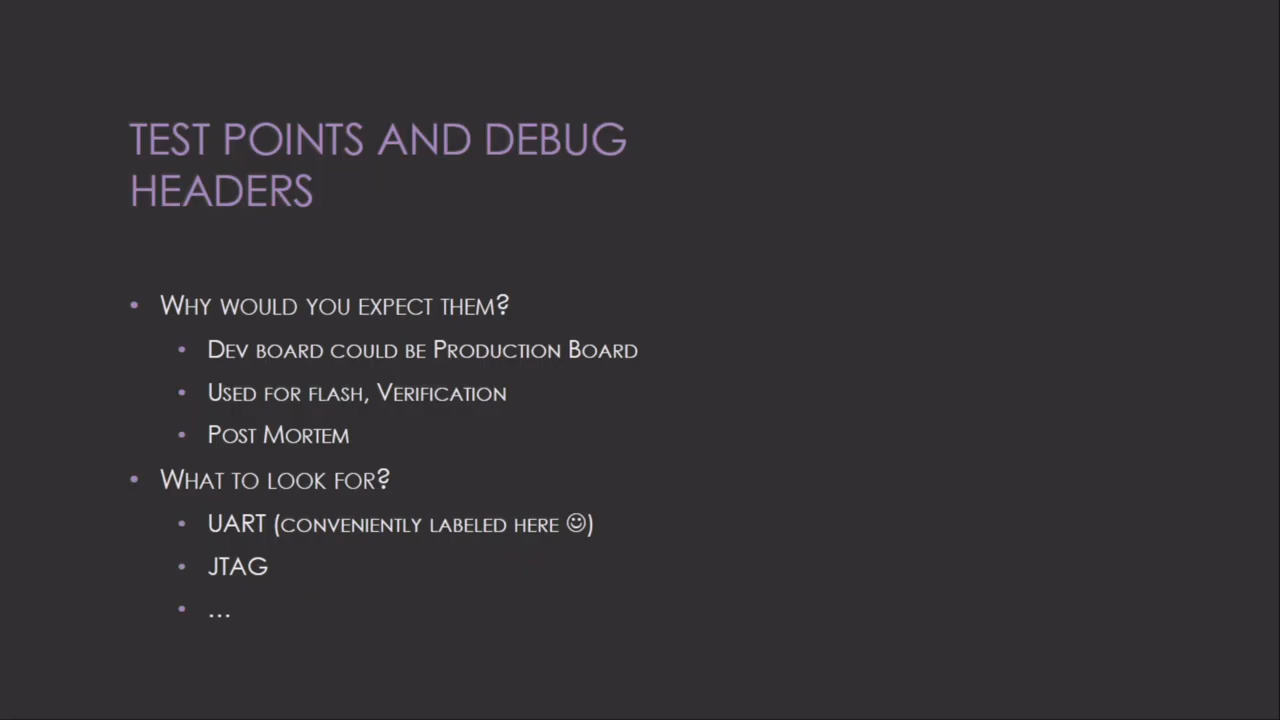 TEST POINTS AND DEBUG
HEADERS
• Why would you expect them?
• Dev board could be Production Board
• Used for flash, Verification
• Post Mortem
• What to look for?
• UART (conveniently labeled here ☺)
• JTAG
• ...